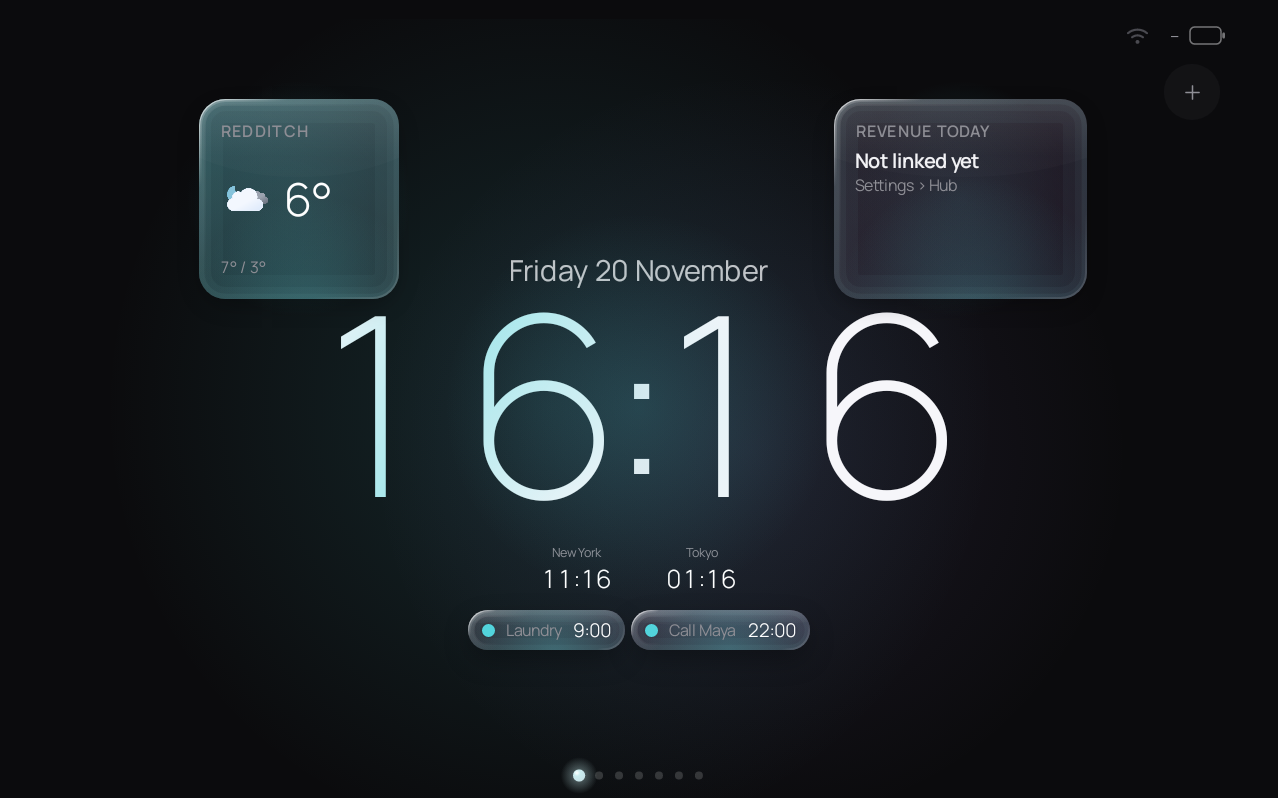 –
+
REDDITCH
6°
7° / 3°
REVENUE TODAY
Not linked yet
Settings › Hub
Friday 20 November
16:16
New York
11:16
Tokyo
01:16
Laundry 9:00
Call Maya 22:00